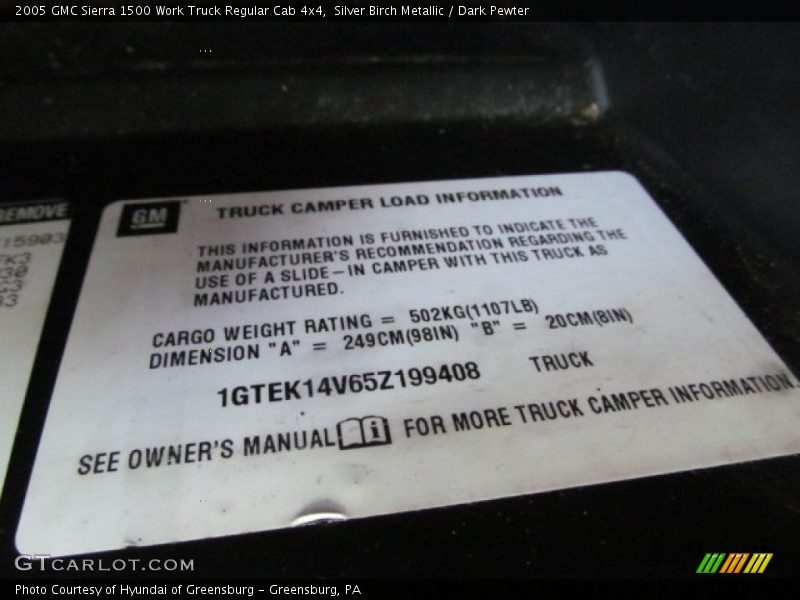 2005 GMC Sierra 1500 Work Truck Regular Cab 4x4,  Silver Birch Metallic / Dark Pewter
REMOVE
GM
TRUCK CAMPER LOAD INFORMATION
THIS INFORMATION IS FURNISHED TO INDICATE THE
MANUFACTURER'S RECOMMENDATION REGARDING THE
USE OF A SLIDE-IN CAMPER WITH THIS TRUCK AS
MANUFACTURED.
CARGO WEIGHT RATING = 502KG(1107LB)
DIMENSION "A" = 249CM(98IN) "B" = 20CM(8IN)
1GTEK14V65Z199408 TRUCK
SEE OWNER'S MANUAL FOR MORE TRUCK CAMPER INFORMATION.
GTCARLOT.COM
Photo Courtesy of Hyundai of Greensburg - Greensburg, PA